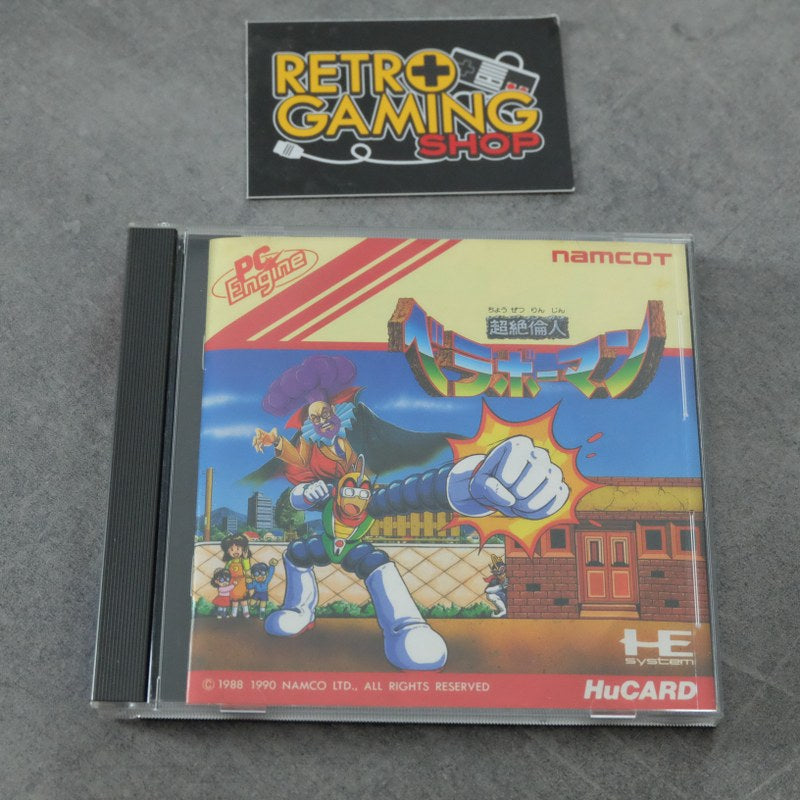 RETRO
GAMING
SHOP
PC Engine
namcoT
ちょう ぜつ りん じん
超絶倫人
ベラボーマン
HE
system
© 1988 1990 NAMCO LTD., ALL RIGHTS RESERVED
HuCARD